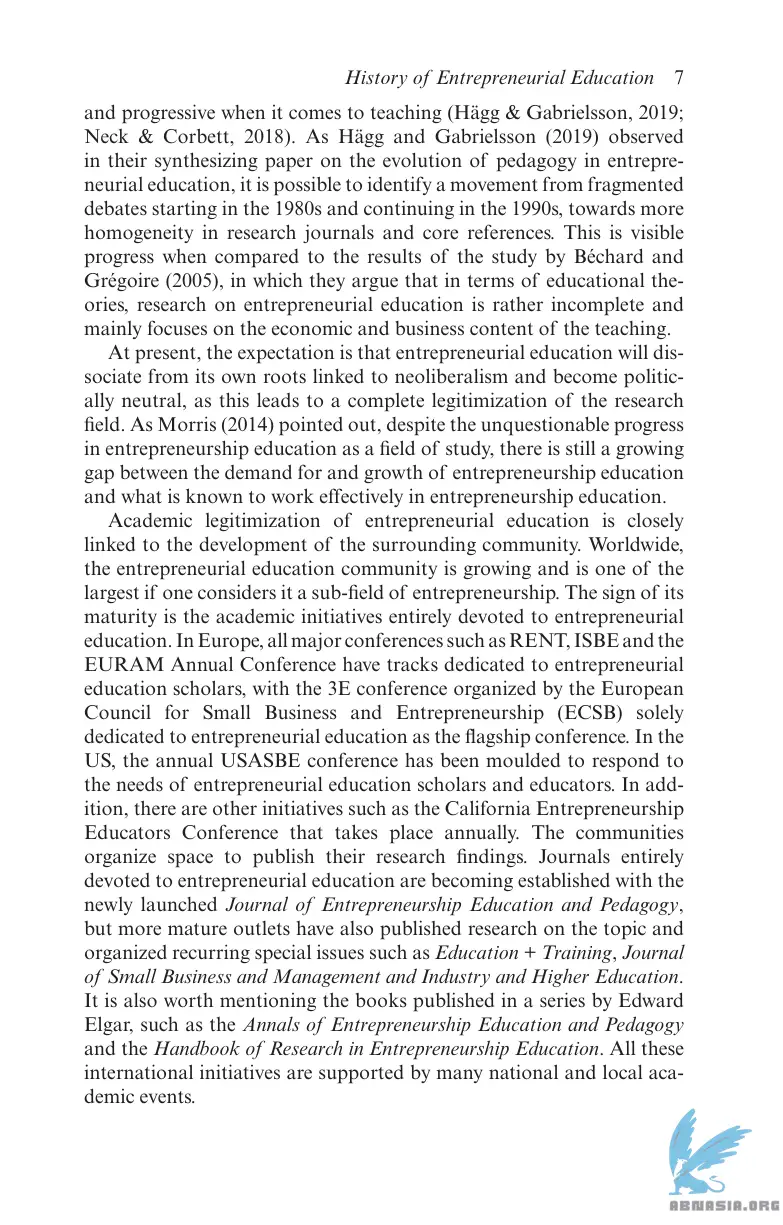 History of Entrepreneurial Education 7
and progressive when it comes to teaching (Hägg & Gabrielsson, 2019;
Neck & Corbett, 2018). As Hägg and Gabrielsson (2019) observed
in their synthesizing paper on the evolution of pedagogy in entrepre-
neurial education, it is possible to identify a movement from fragmented
debates starting in the 1980s and continuing in the 1990s, towards more
homogeneity in research journals and core references. This is visible
progress when compared to the results of the study by Béchard and
Grégoire (2005), in which they argue that in terms of educational the-
ories, research on entrepreneurial education is rather incomplete and
mainly focuses on the economic and business content of the teaching.
At present, the expectation is that entrepreneurial education will dis-
sociate from its own roots linked to neoliberalism and become politic-
ally neutral, as this leads to a complete legitimization of the research
field. As Morris (2014) pointed out, despite the unquestionable progress
in entrepreneurship education as a field of study, there is still a growing
gap between the demand for and growth of entrepreneurship education
and what is known to work effectively in entrepreneurship education.
Academic legitimization of entrepreneurial education is closely
linked to the development of the surrounding community. Worldwide,
the entrepreneurial education community is growing and is one of the
largest if one considers it a sub-field of entrepreneurship. The sign of its
maturity is the academic initiatives entirely devoted to entrepreneurial
education. In Europe, all major conferences such as RENT, ISBE and the
EURAM Annual Conference have tracks dedicated to entrepreneurial
education scholars, with the 3E conference organized by the European
Council for Small Business and Entrepreneurship (ECSB) solely
dedicated to entrepreneurial education as the flagship conference. In the
US, the annual USASBE conference has been moulded to respond to
the needs of entrepreneurial education scholars and educators. In add-
ition, there are other initiatives such as the California Entrepreneurship
Educators Conference that takes place annually. The communities
organize space to publish their research findings. Journals entirely
devoted to entrepreneurial education are becoming established with the
newly launched Journal of Entrepreneurship Education and Pedagogy,
but more mature outlets have also published research on the topic and
organized recurring special issues such as Education + Training, Journal
of Small Business and Management and Industry and Higher Education.
It is also worth mentioning the books published in a series by Edward
Elgar, such as the Annals of Entrepreneurship Education and Pedagogy
and the Handbook of Research in Entrepreneurship Education. All these
international initiatives are supported by many national and local aca-
demic events.
ABNASIA.ORG